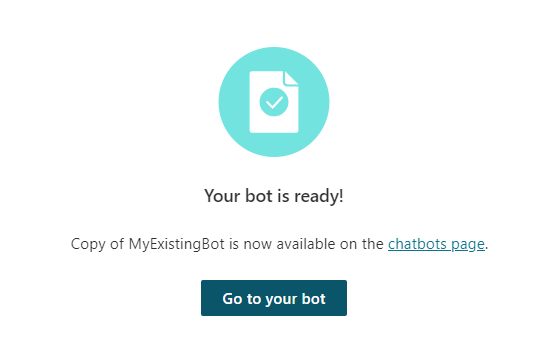 Your bot is ready!
Copy of MyExistingBot is now available on the chatbots page.
Go to your bot